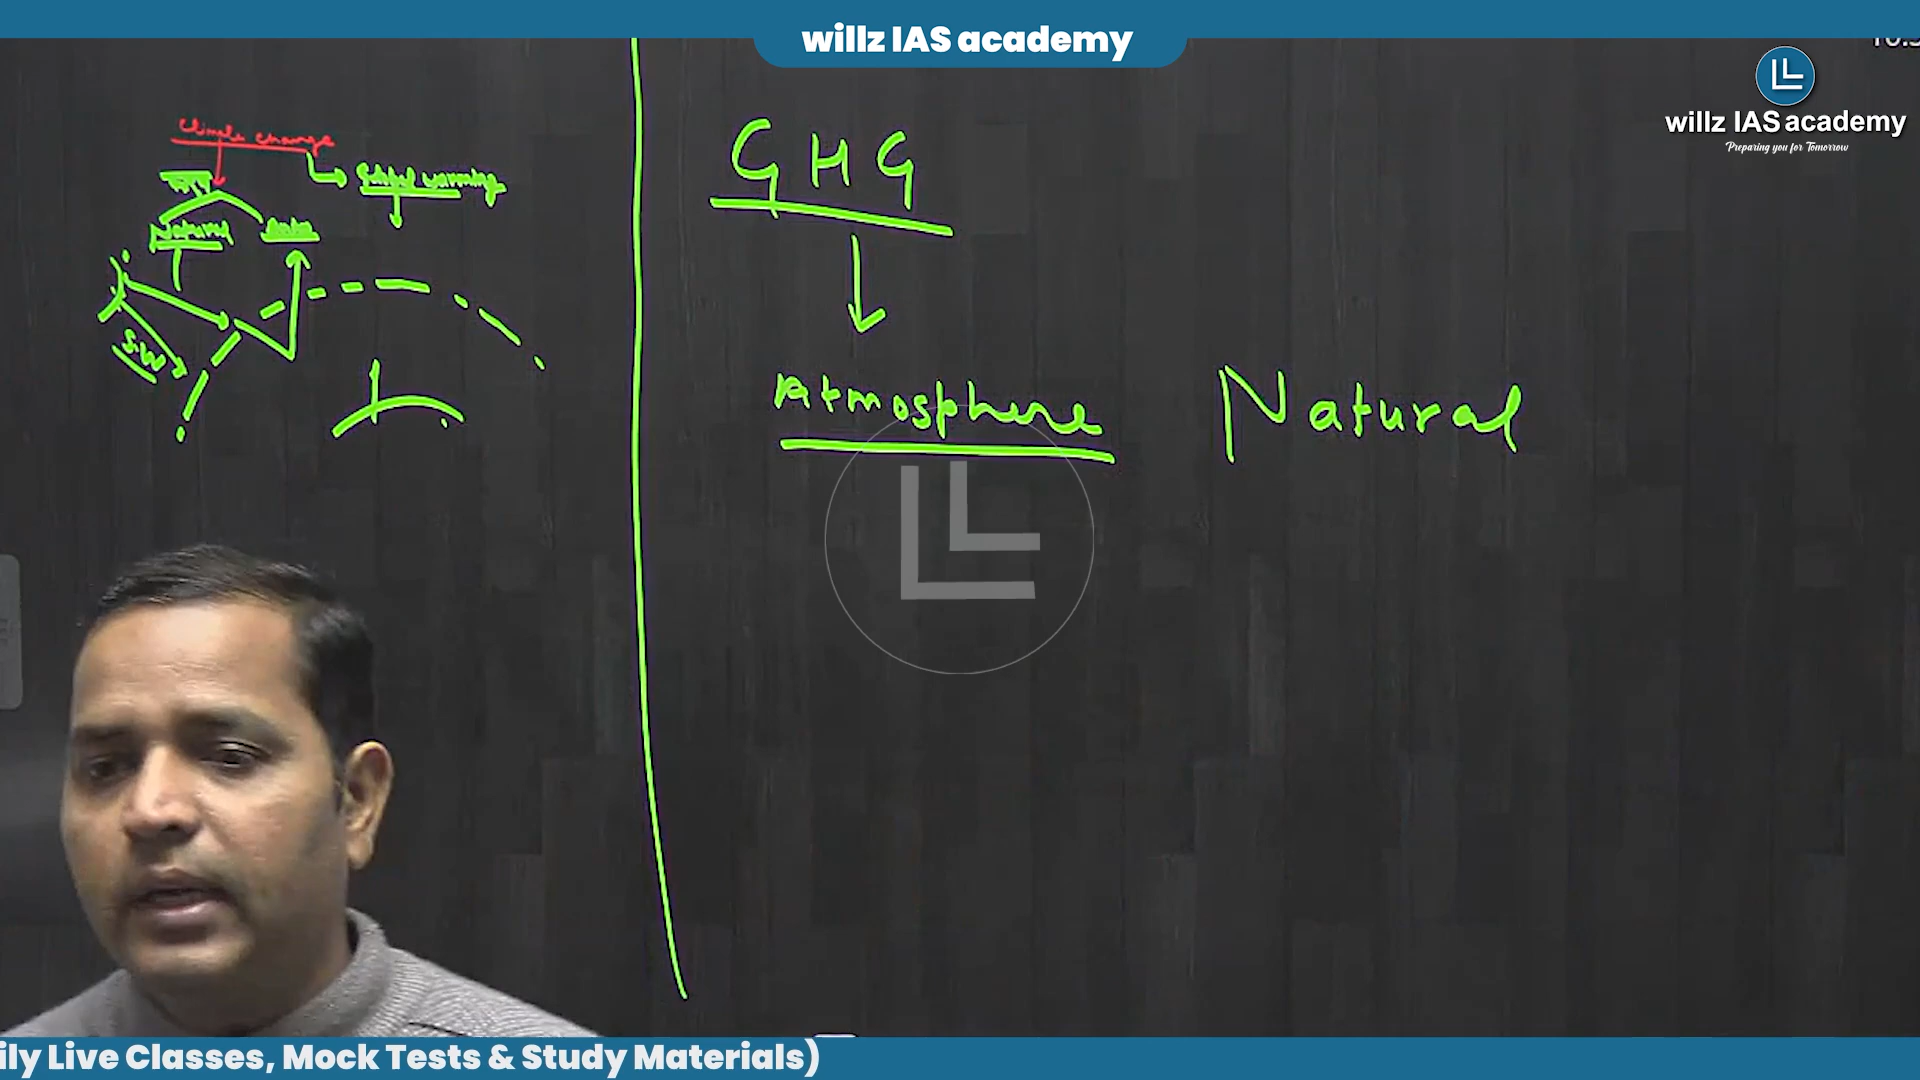 willz IAS academy
willz IAS academy
Preparing you for Tomorrow
Climate change
Global warming
Natural
S.W
GHG
Atmosphere
Natural
ily Live Classes, Mock Tests & Study Materials)